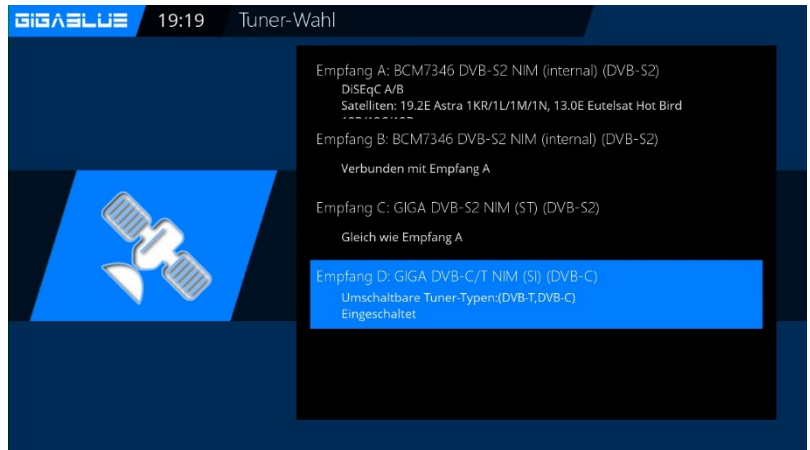 GIGABLUE 19:19 Tuner-Wahl
Empfang A: BCM7346 DVB-S2 NIM (internal) (DVB-S2)
DiSEqC A/B
Satelliten: 19.2E Astra 1KR/1L/1M/1N, 13.0E Eutelsat Hot Bird
Empfang B: BCM7346 DVB-S2 NIM (internal) (DVB-S2)
Verbunden mit Empfang A
Empfang C: GIGA DVB-S2 NIM (ST) (DVB-S2)
Gleich wie Empfang A
Empfang D: GIGA DVB-C/T NIM (SI) (DVB-C)
Umschaltbare Tuner-Typen:(DVB-T,DVB-C)
Eingeschaltet